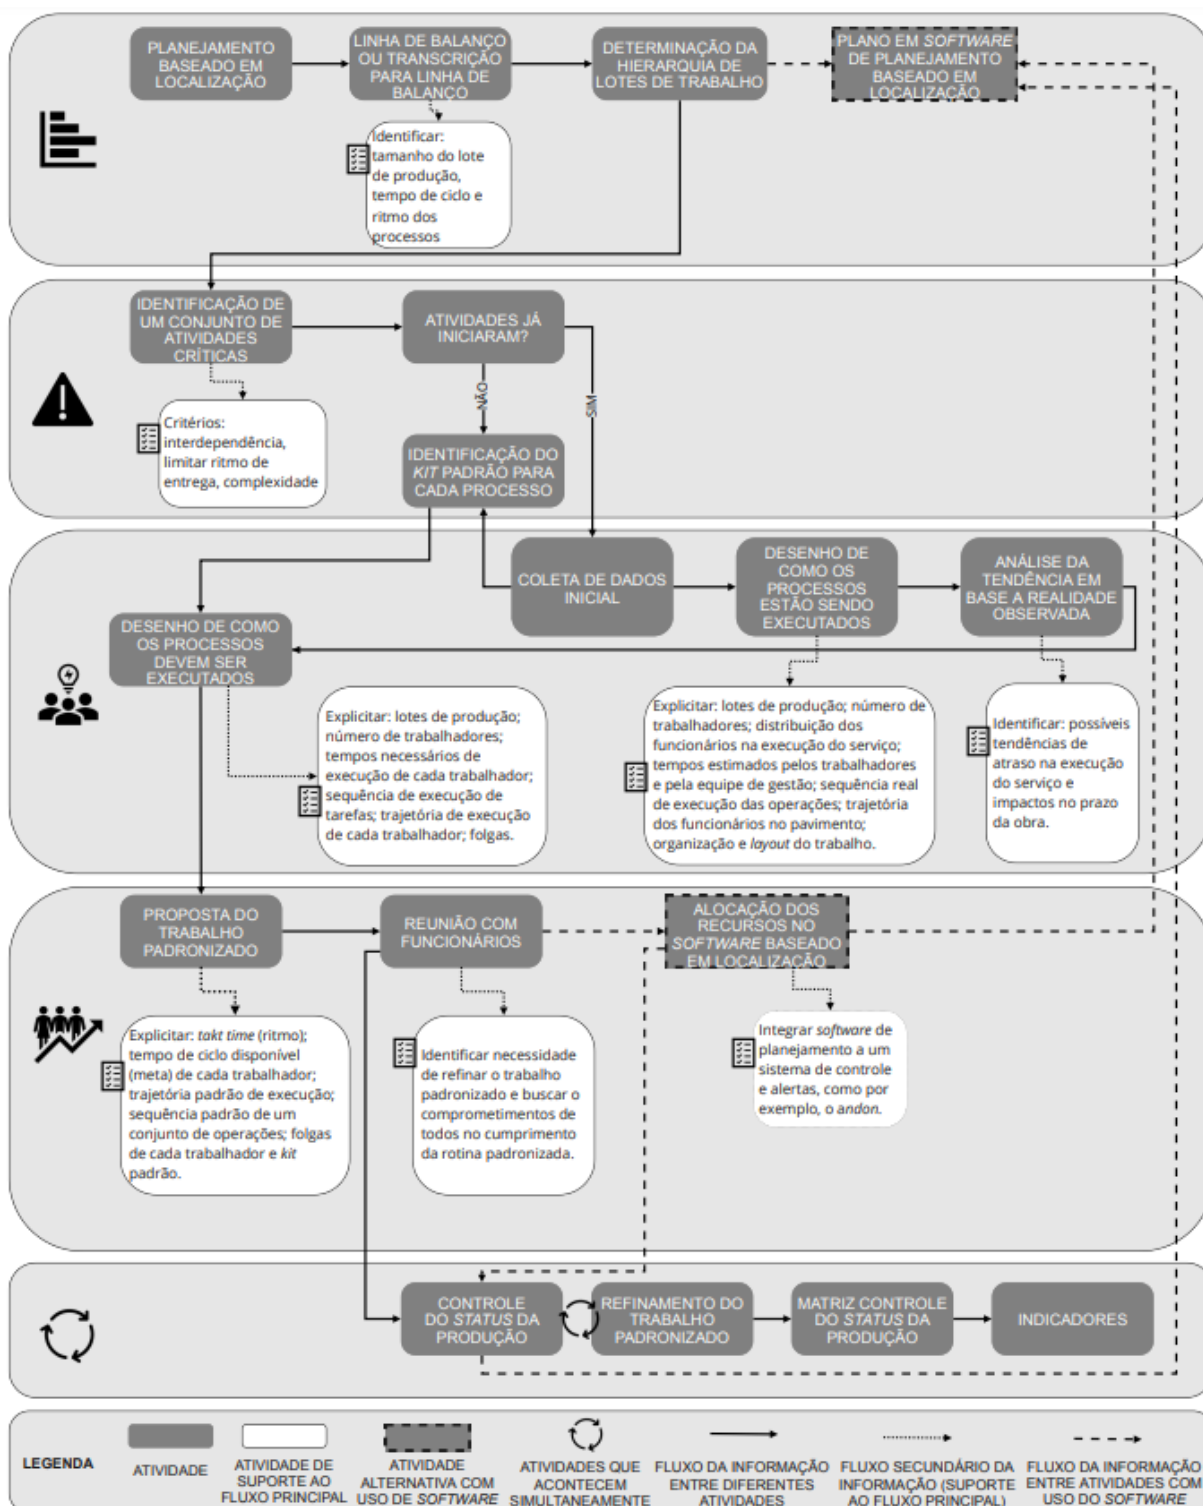 PLANEJAMENTO
BASEADO EM
LOCALIZAÇÃO
LINHA DE BALANÇO
OU TRANSCRIÇÃO
PARA LINHA DE
BALANÇO
DETERMINAÇÃO DA
HIERARQUIA DE
LOTES DE TRABALHO
PLANO EM SOFTWARE
DE PLANEJAMENTO
BASEADO EM
LOCALIZAÇÃO
Identificar:
tamanho do lote
de produção,
tempo de ciclo e
ritmo dos
processos
IDENTIFICAÇÃO DE
UM CONJUNTO DE
ATIVIDADES
CRÍTICAS
ATIVIDADES JÁ
INICIARAM?
NÃO
SIM
Critérios:
interdependência,
limitar ritmo de
entrega, complexidade
IDENTIFICAÇÃO DO
KIT PADRÃO PARA
CADA PROCESSO
COLETA DE DADOS
INICIAL
DESENHO DE
COMO OS
PROCESSOS
ESTÃO SENDO
EXECUTADOS
ANÁLISE DA
TENDÊNCIA EM
BASE A REALIDADE
OBSERVADA
DESENHO DE COMO
OS PROCESSOS
DEVEM SER
EXECUTADOS
Explicitar: lotes de produção;
número de trabalhadores;
tempos necessários de
execução de cada trabalhador;
sequência de execução de
tarefas; trajetória de execução
de cada trabalhador; folgas.
Explicitar: lotes de produção; número de
trabalhadores; distribuição dos
funcionários na execução do serviço;
tempos estimados pelos trabalhadores
e pela equipe de gestão; sequência real
de execução das operações; trajetória
dos funcionários no pavimento;
organização e layout do trabalho.
Identificar: possíveis
tendências de
atraso na execução
do serviço e
impactos no prazo
da obra.
PROPOSTA DO
TRABALHO
PADRONIZADO
REUNIÃO COM
FUNCIONÁRIOS
ALOCAÇÃO DOS
RECURSOS NO
SOFTWARE BASEADO
EM LOCALIZAÇÃO
Explicitar: takt time (ritmo);
tempo de ciclo disponível
(meta) de cada trabalhador;
trajetória padrão de execução;
sequência padrão de um
conjunto de operações; folgas
de cada trabalhador e kit
padrão.
Identificar necessidade
de refinar o trabalho
padronizado e buscar o
comprometimentos de
todos no cumprimento
da rotina padronizada.
Integrar software de
planejamento a um
sistema de controle
e alertas, como por
exemplo, o andon.
CONTROLE
DO STATUS DA
PRODUÇÃO
REFINAMENTO DO
TRABALHO
PADRONIZADO
MATRIZ CONTROLE
DO STATUS DA
PRODUÇÃO
INDICADORES
LEGENDA
ATIVIDADE
ATIVIDADE DE
SUPORTE AO
FLUXO PRINCIPAL
ATIVIDADE
ALTERNATIVA COM
USO DE SOFTWARE
ATIVIDADES QUE
ACONTECEM
SIMULTANEAMENTE
FLUXO DA INFORMAÇÃO
ENTRE DIFERENTES
ATIVIDADES
FLUXO SECUNDÁRIO DA
INFORMAÇÃO (SUPORTE
AO FLUXO PRINCIPAL)
FLUXO DA INFORMAÇÃO
ENTRE ATIVIDADES COM
USO DO SOFTWARE